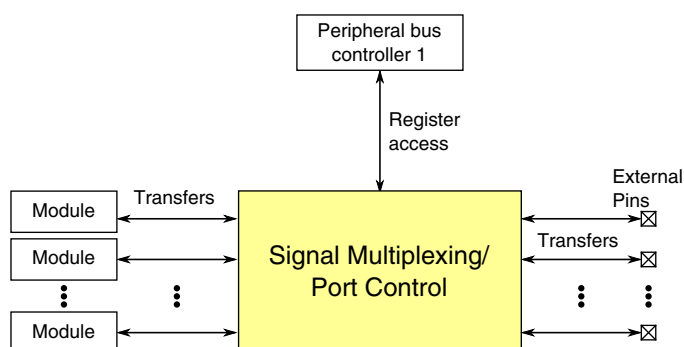 Peripheral bus
controller 1
Register
access
External
Pins
Transfers
Module
Transfers
Module
Signal Multiplexing/
Port Control
Module